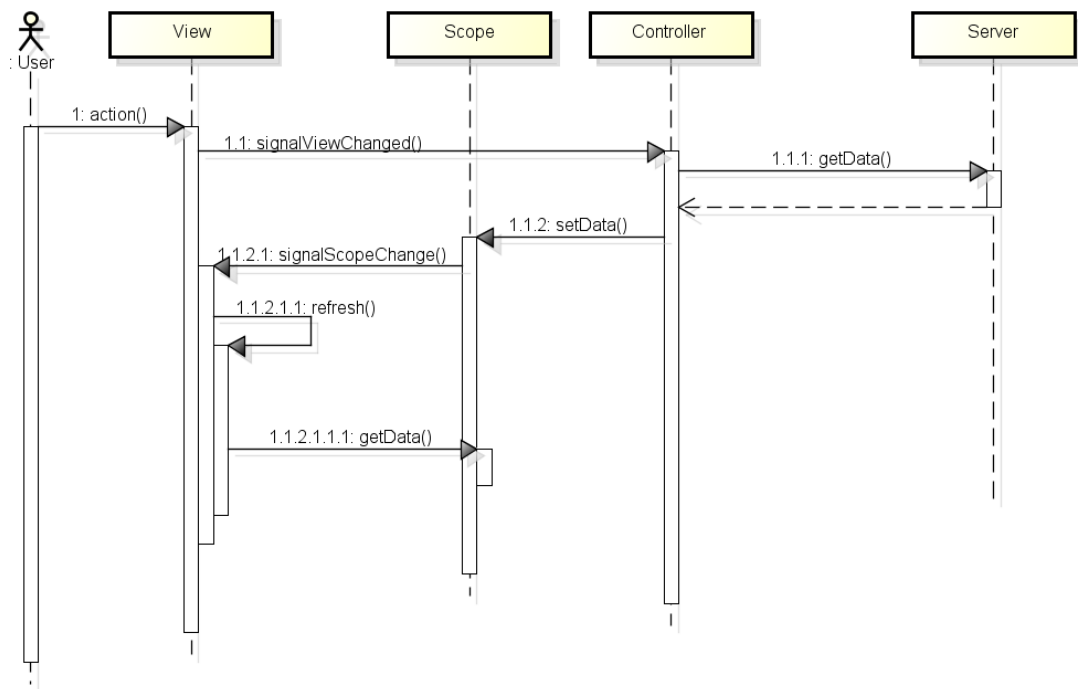 View
Scope
Controller
Server
: User
1: action()
1.1: signalViewChanged()
1.1.1: getData()
1.1.2: setData()
1.1.2.1: signalScopeChange()
1.1.2.1.1: refresh()
1.1.2.1.1.1: getData()